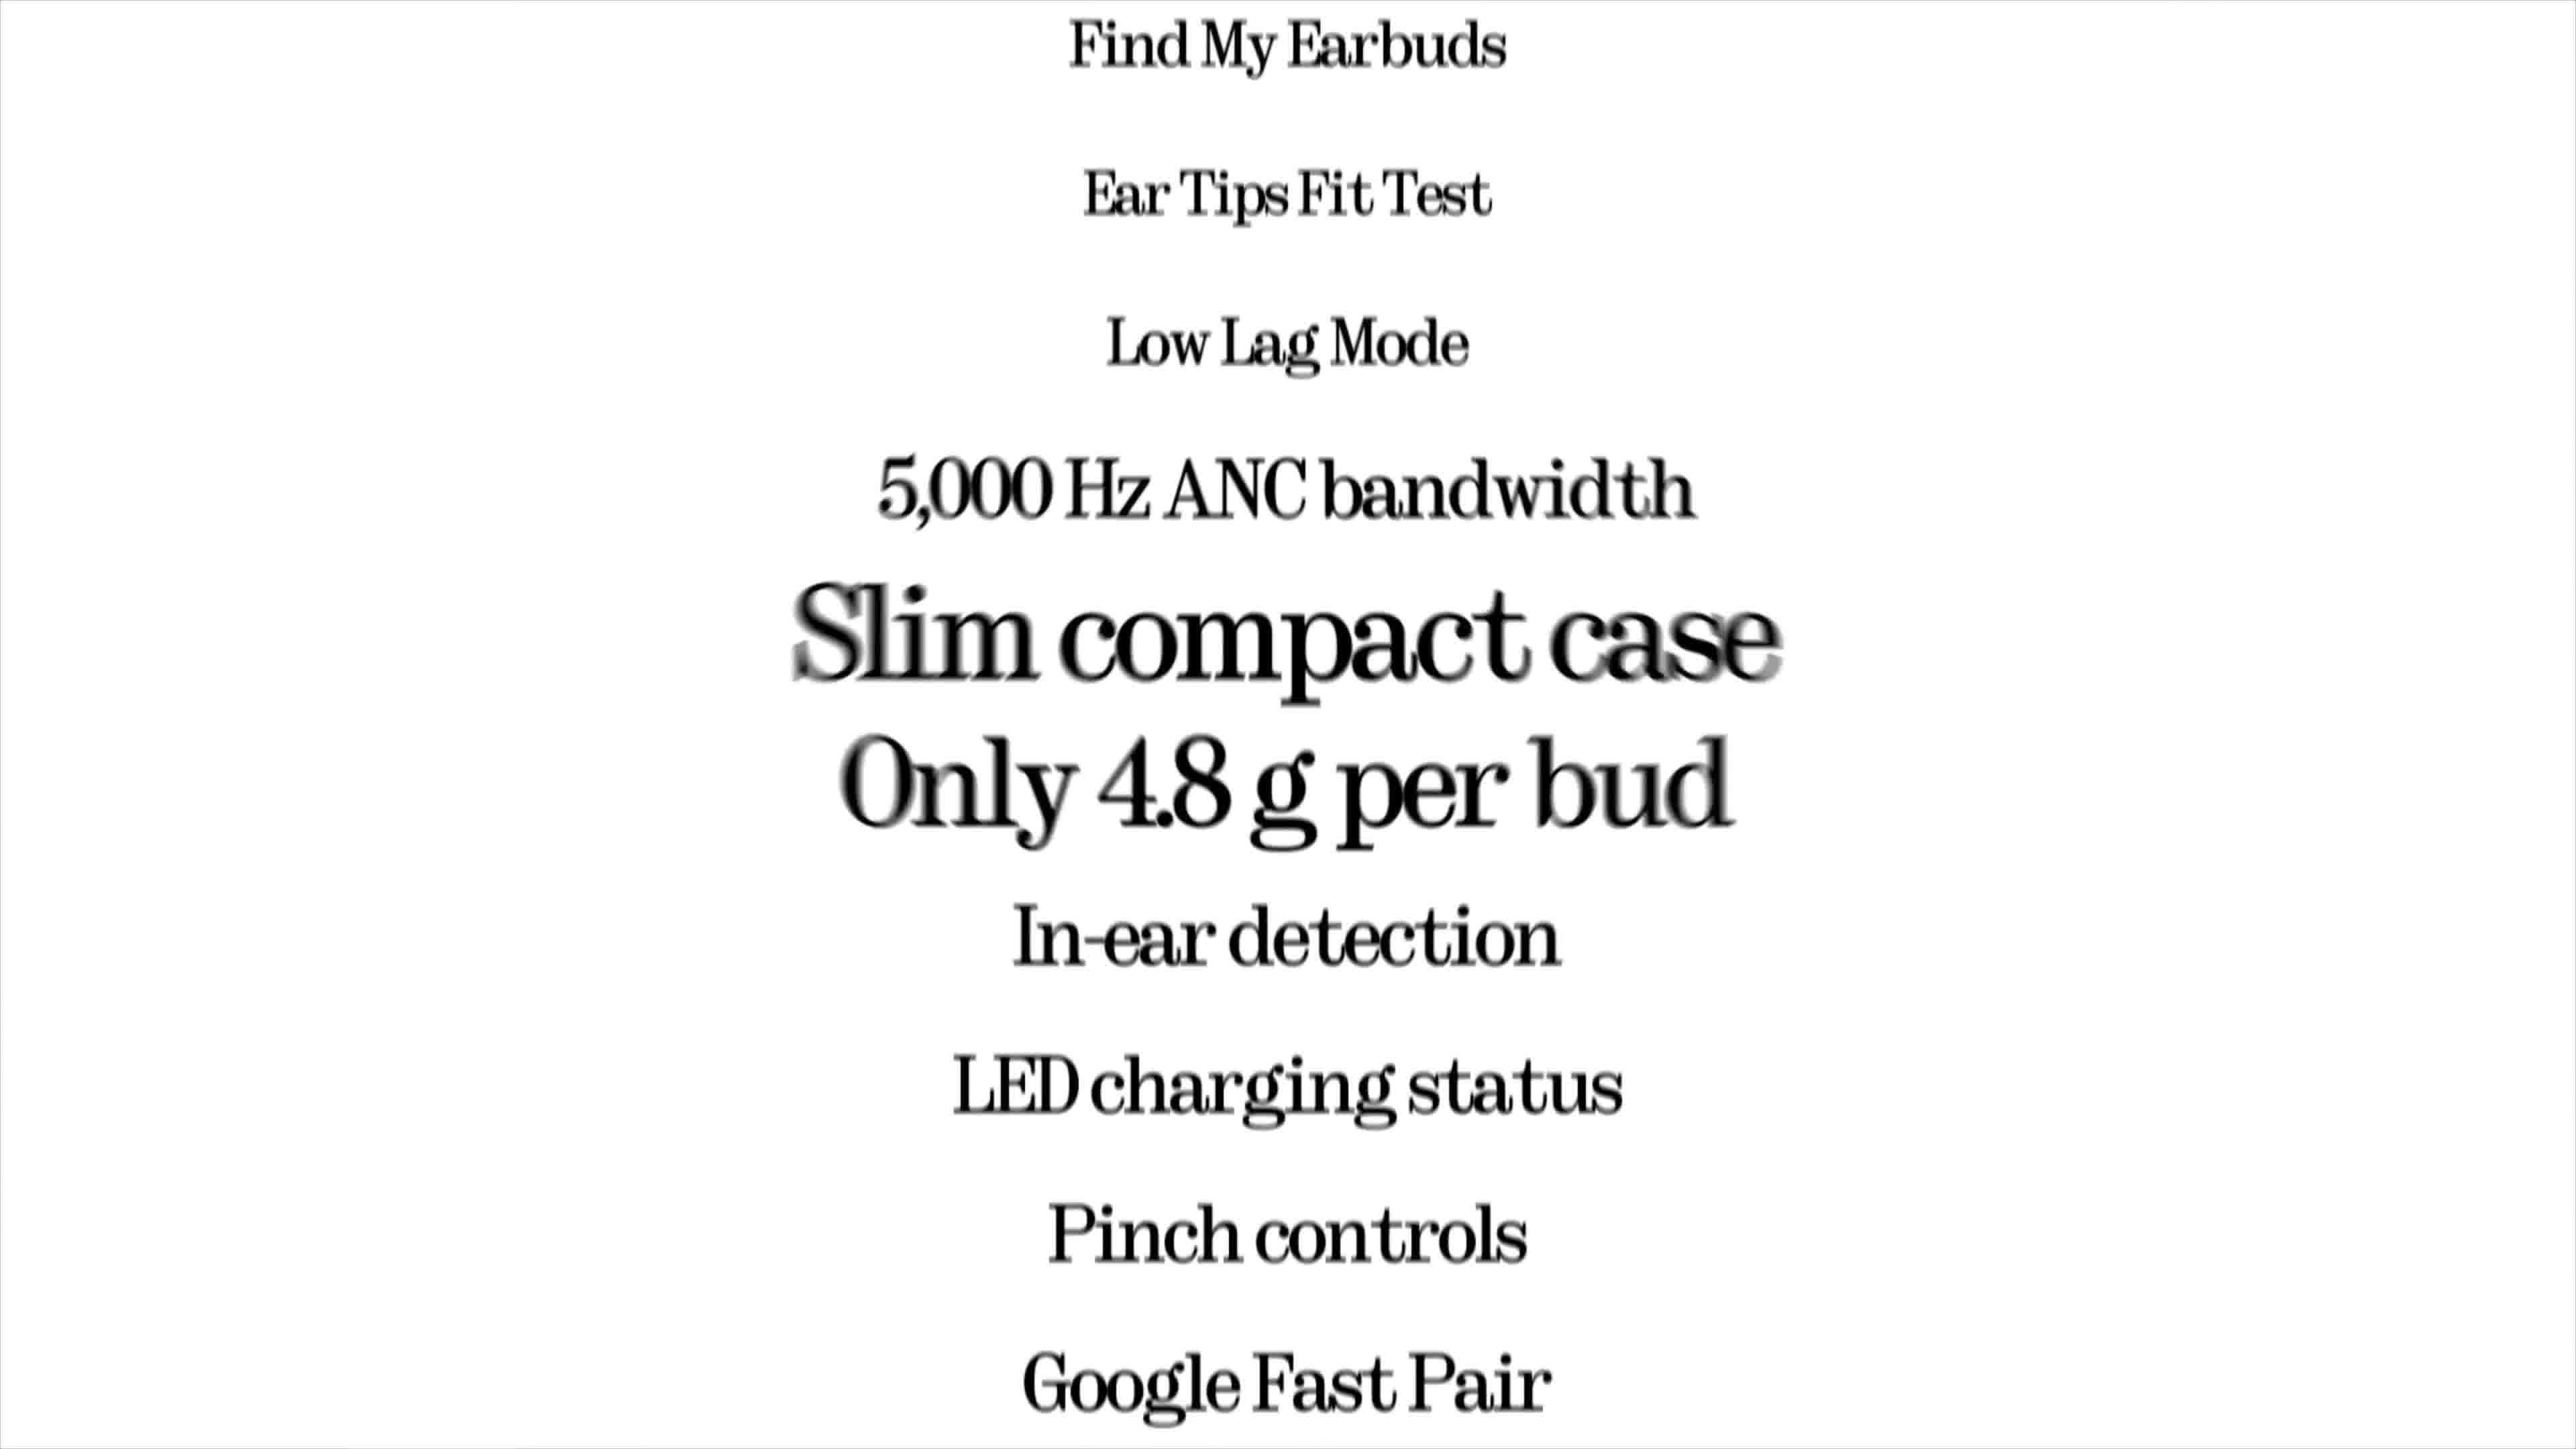 Find My Earbuds
Ear Tips Fit Test
Low Lag Mode
5,000 Hz ANC bandwidth
Slim compact case
Only 4.8 g per bud
In-ear detection
LED charging status
Pinch controls
Google Fast Pair